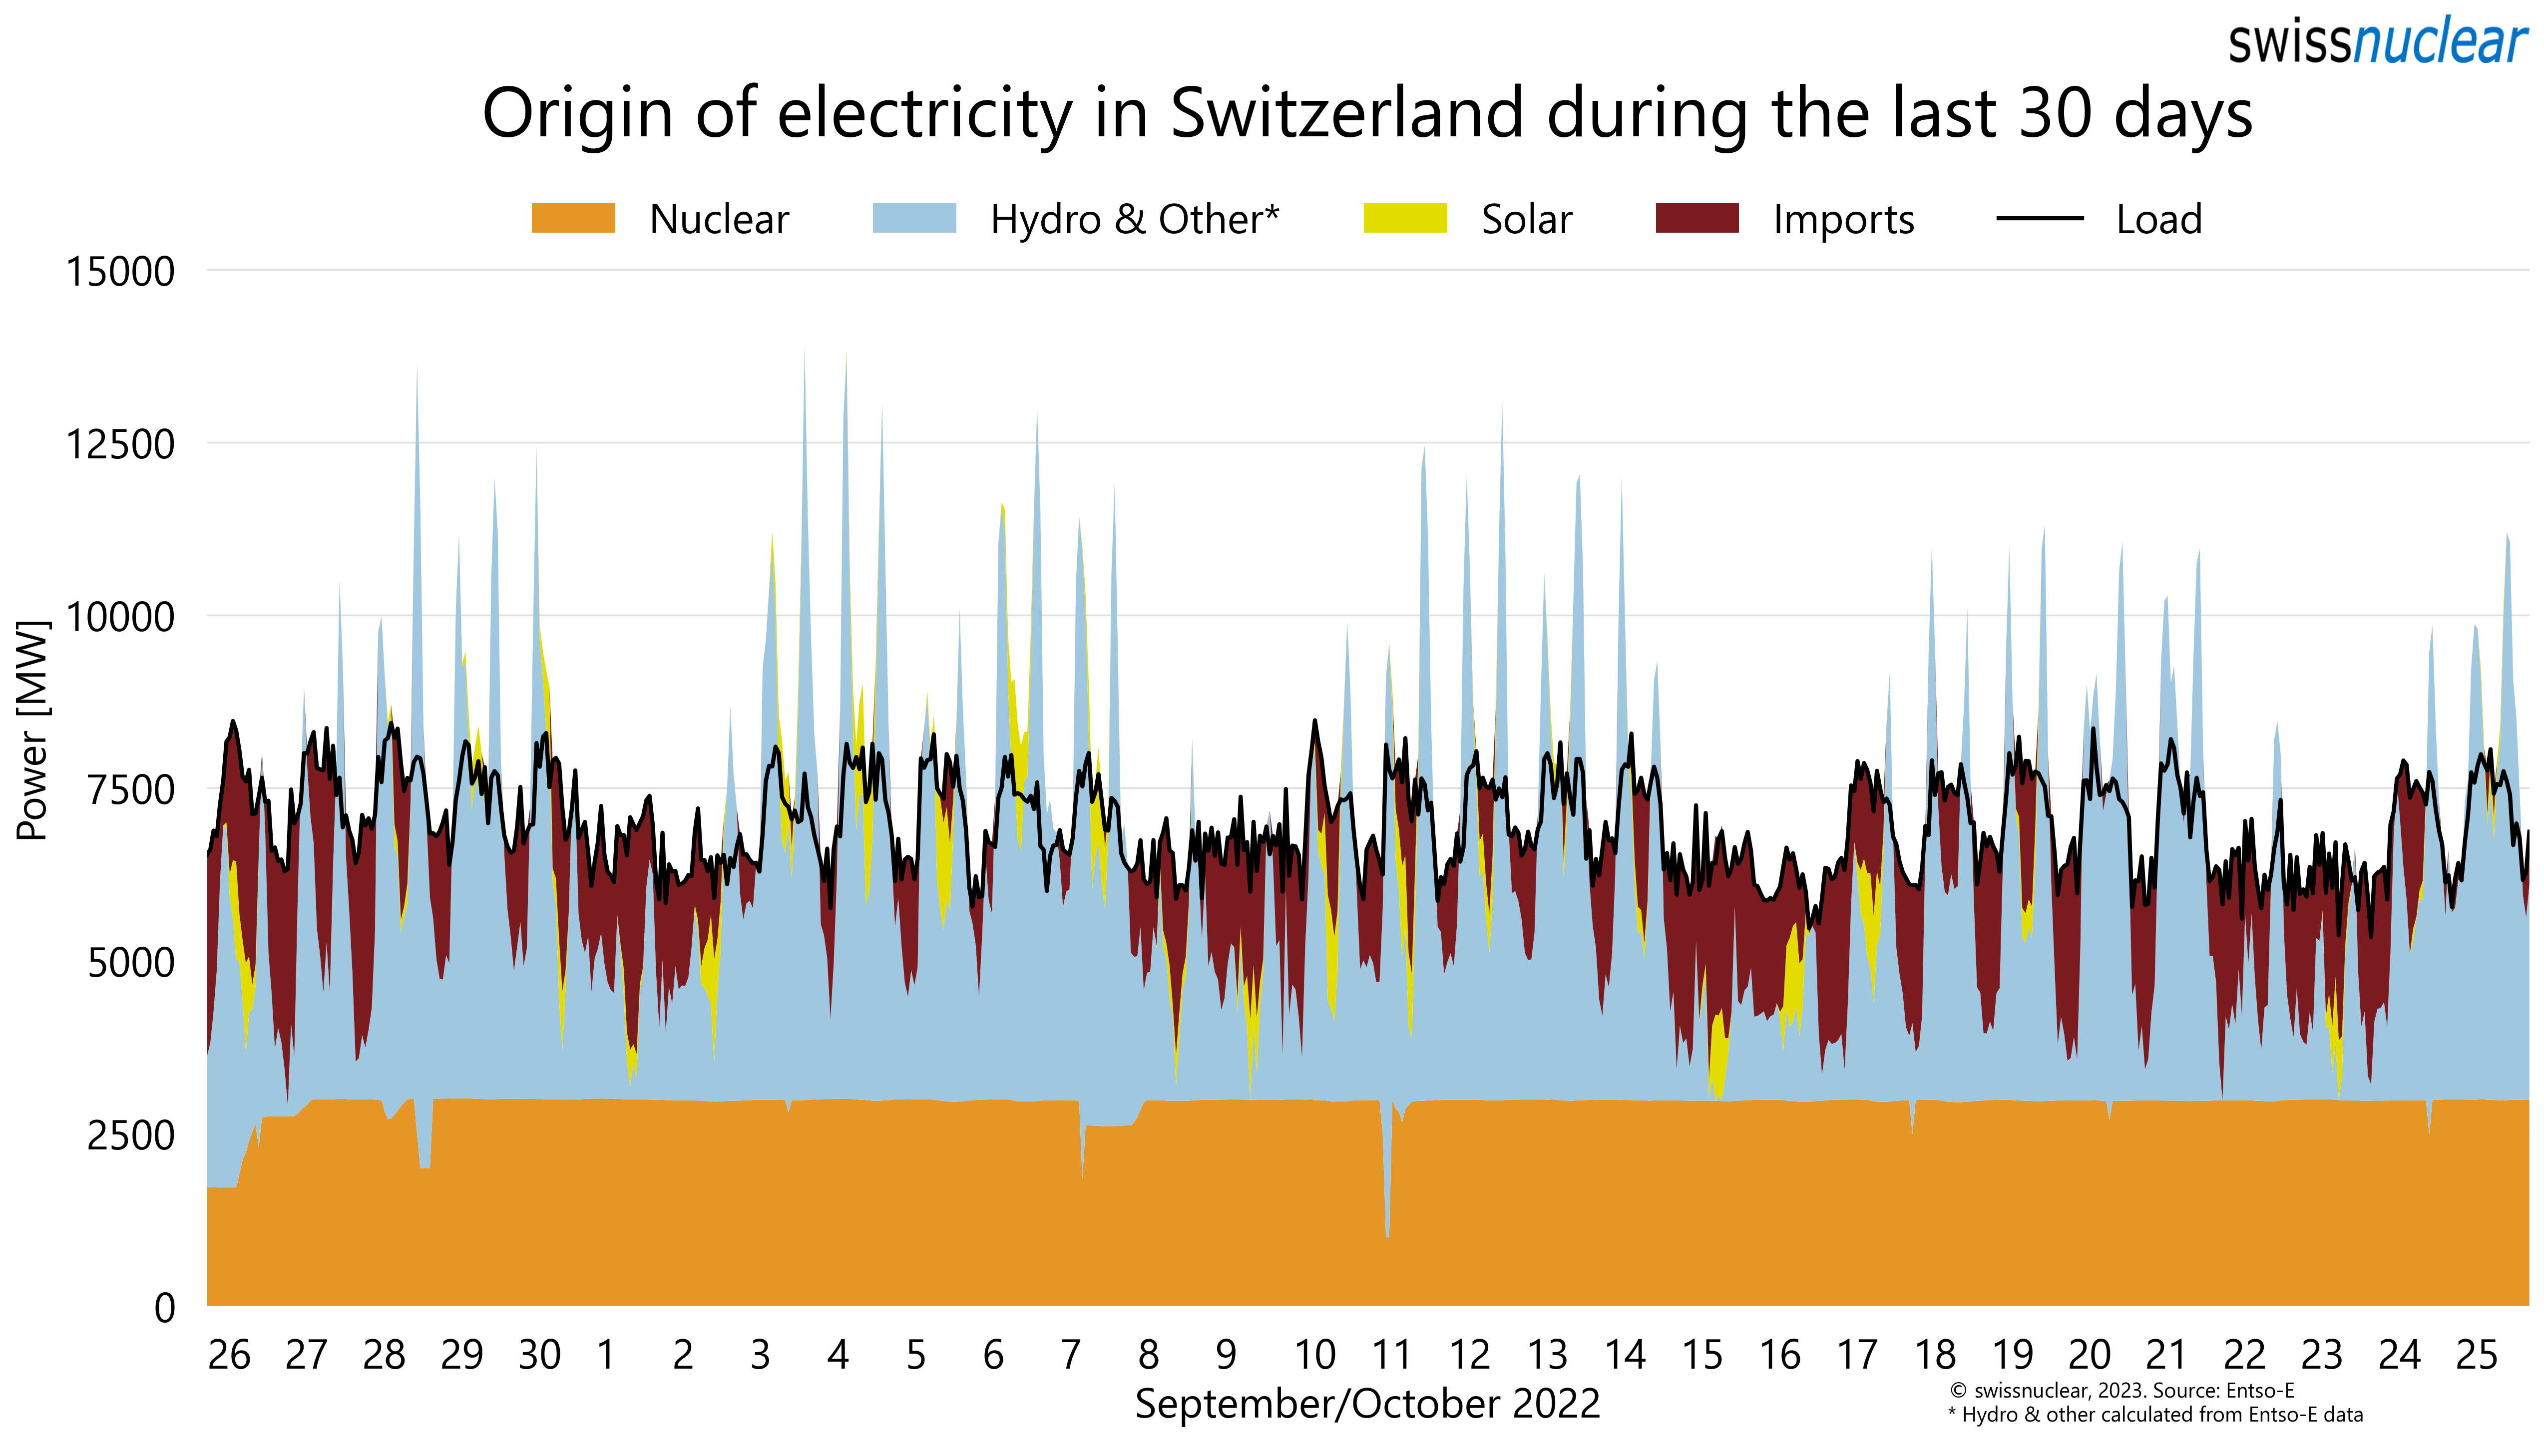 swissnuclear
Origin of electricity in Switzerland during the last 30 days
Nuclear Hydro & Other* Solar Imports Load
15000
12500
10000
7500
5000
2500
0
Power [MW]
26 27 28 29 30 1 2 3 4 5 6 7 8 9 10 11 12 13 14 15 16 17 18 19 20 21 22 23 24 25
September/October 2022
© swissnuclear, 2023. Source: Entso-E
* Hydro & other calculated from Entso-E data